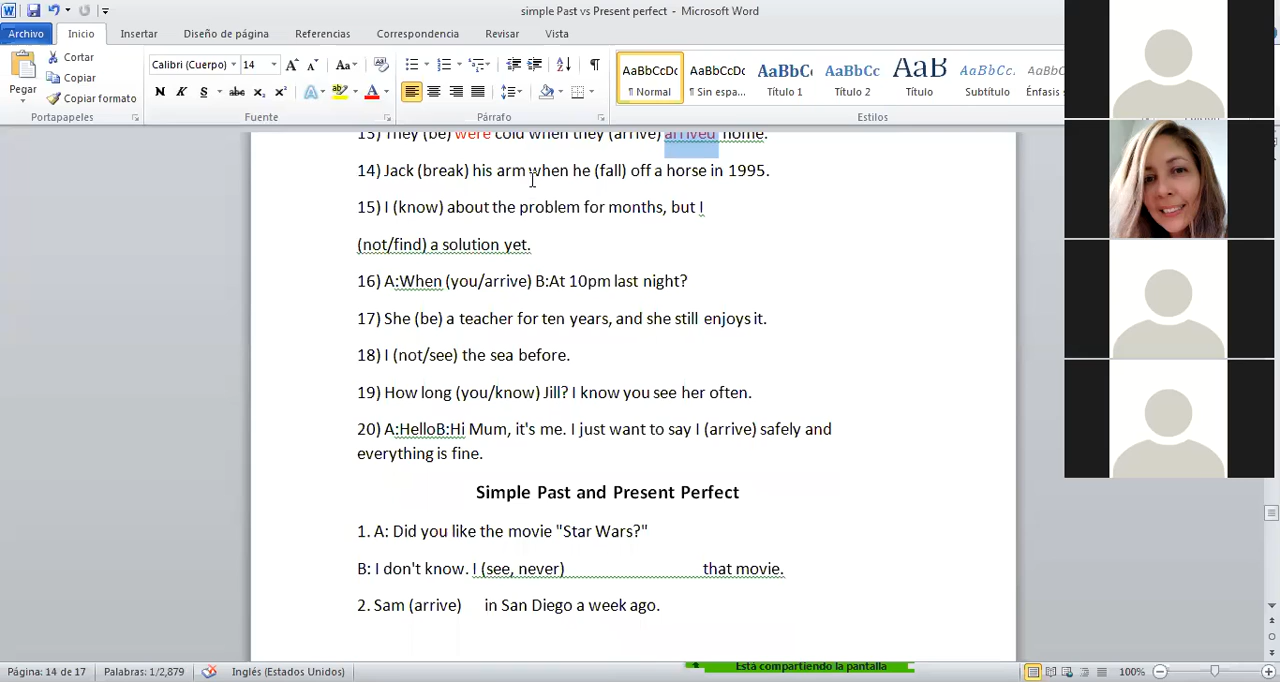 simple Past vs Present perfect - Microsoft Word
Archivo Inicio Insertar Diseño de página Referencias Correspondencia Revisar Vista
Pegar
Cortar
Copiar
Copiar formato
Portapapeles
Calibri (Cuerpo) 14
Fuente
Párrafo
AaBbCcDc AaBbCcDc AaBbC AaBbCc AaB AaBbCc. AaBbC
¶ Normal ¶ Sin espa... Título 1 Título 2 Título Subtítulo Énfasis
Estilos
13) They (be) were cold when they (arrive) arrived home.
14) Jack (break) his arm when he (fall) off a horse in 1995.
15) I (know) about the problem for months, but I
(not/find) a solution yet.
16) A:When (you/arrive) B:At 10pm last night?
17) She (be) a teacher for ten years, and she still enjoys it.
18) I (not/see) the sea before.
19) How long (you/know) Jill? I know you see her often.
20) A:HelloB:Hi Mum, it's me. I just want to say I (arrive) safely and
everything is fine.
Simple Past and Present Perfect
1. A: Did you like the movie "Star Wars?"
B: I don't know. I (see, never) that movie.
2. Sam (arrive) in San Diego a week ago.
Está compartiendo la pantalla
Página: 14 de 17 Palabras: 1/2,879 Inglés (Estados Unidos) 100%